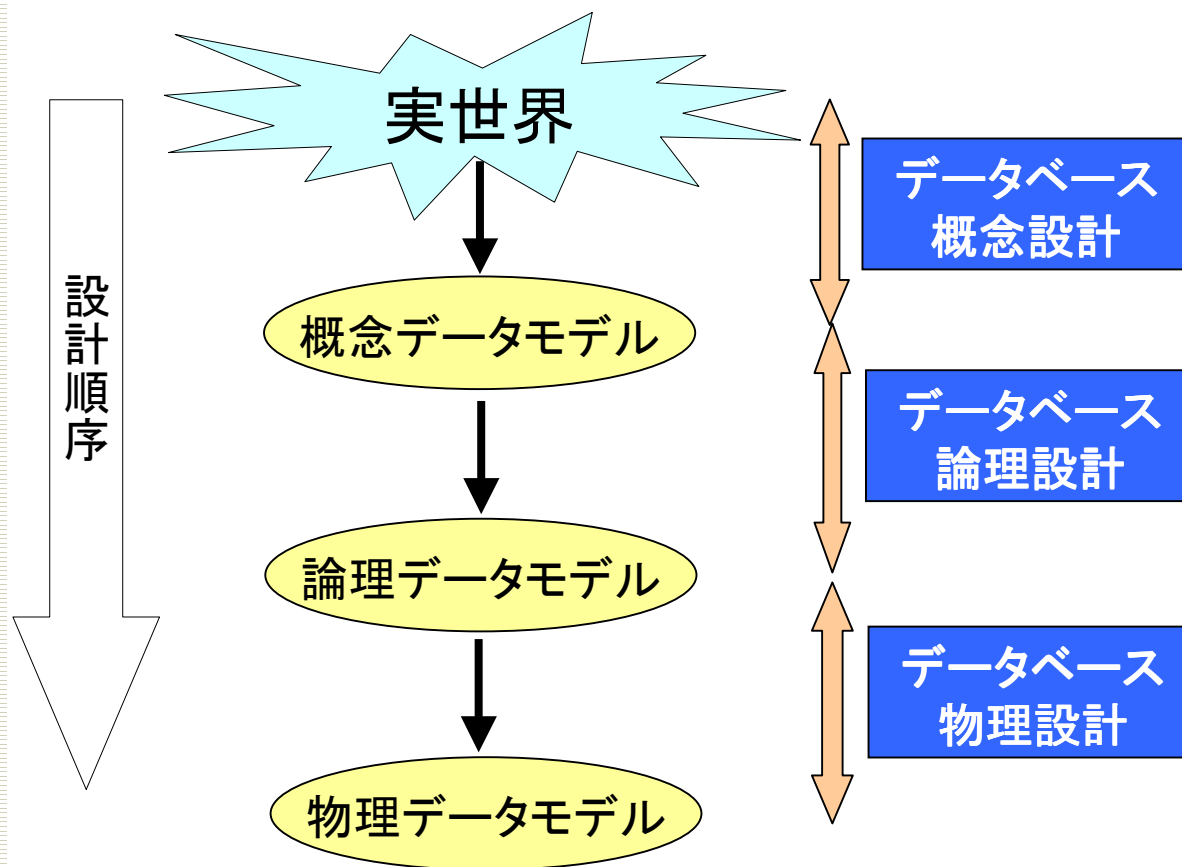 実世界
データベース
概念設計
設計順序
概念データモデル
データベース
論理設計
論理データモデル
データベース
物理設計
物理データモデル